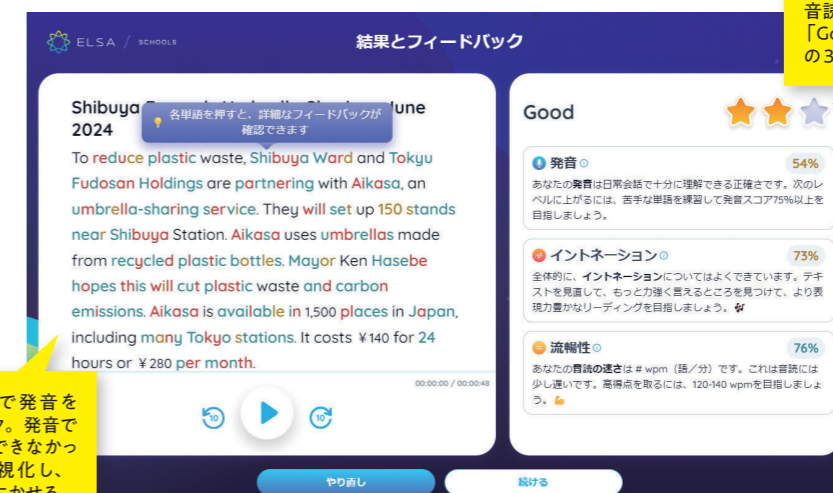 音読
「Go
の3
ELSA / SCHOOLS
結果とフィードバック
Shibuya
June
2024
各単語を押すと、詳細なフィードバックが
確認できます
To reduce plastic waste, Shibuya Ward and Tokyu
Fudosan Holdings are partnering with Aikasa, an
umbrella-sharing service. They will set up 150 stands
near Shibuya Station. Aikasa uses umbrellas made
from recycled plastic bottles. Mayor Ken Hasebe
hopes this will cut plastic waste and carbon
emissions. Aikasa is available in 1,500 places in Japan,
including many Tokyo stations. It costs ¥140 for 24
hours or ¥280 per month.
00:00:00 / 00:00:48
10
10
Good
発音
54%
あなたの発音は日常会話で十分に理解できる正確さです。次のレ
ベルに上がるには、苦手な単語を練習して発音スコア75%以上を
目指しましょう。
イントネーション
73%
全体的に、イントネーションについてはよくできています。テキ
ストを見直して、もっと力強く言えるところを見つけて、より表
現力豊かなリーディングを目指しましょう。
流暢性
76%
あなたの音読の速さは # wpm（語／分）です。これは音読には
少し遅いです。高得点を取るには、120-140 wpmを目指しましょ
う。
で発音を
。発音で
できなかっ
視化し、
かせる
やり直し
続ける